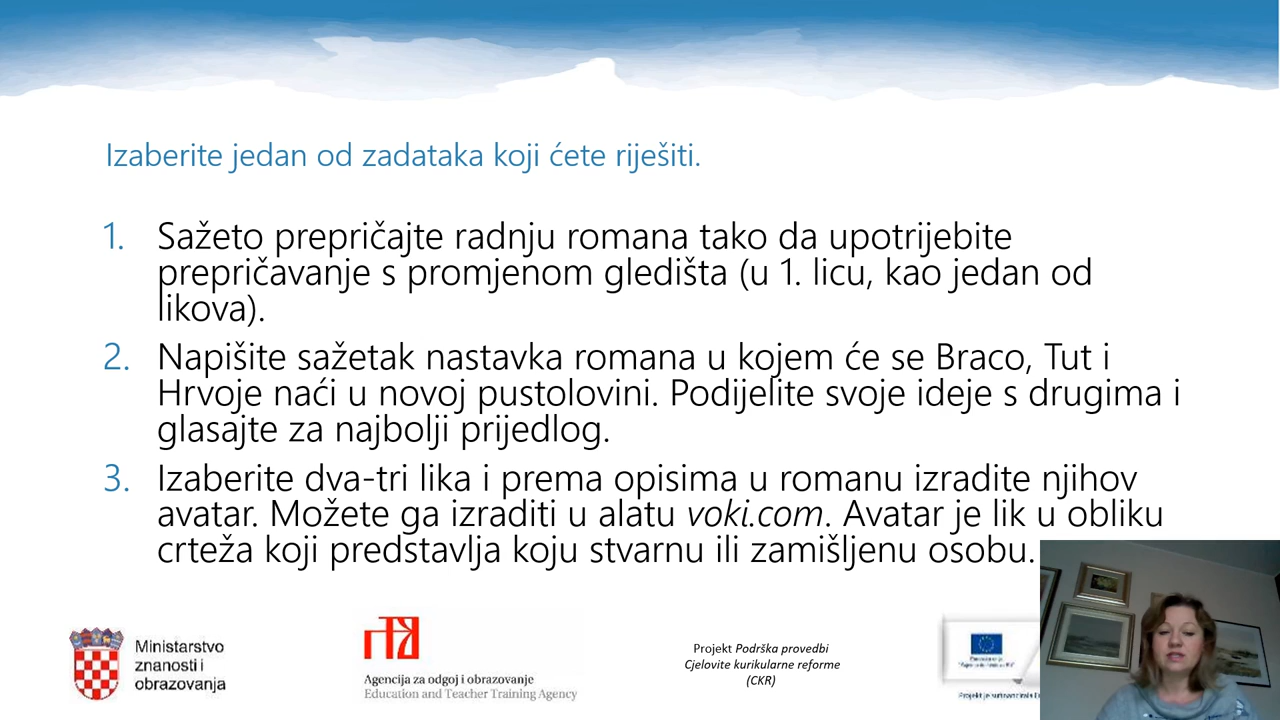 Izaberite jedan od zadataka koji ćete riješiti.
1. Sažeto prepričajte radnju romana tako da upotrijebite
prepričavanje s promjenom gledišta (u 1. licu, kao jedan od
likova).
2. Napišite sažetak nastavka romana u kojem će se Braco, Tut i
Hrvoje naći u novoj pustolovini. Podijelite svoje ideje s drugima i
glasajte za najbolji prijedlog.
3. Izaberite dva-tri lika i prema opisima u romanu izradite njihov
avatar. Možete ga izraditi u alatu voki.com. Avatar je lik u obliku
crteža koji predstavlja koju stvarnu ili zamišljenu osobu.
Ministarstvo
znanosti i
obrazovanja
Agencija za odgoj i obrazovanje
Education and Teacher Training Agency
Projekt Podrška provedbi
Cjelovite kurikularne reforme
(CKR)
Projekt je sufinancirala